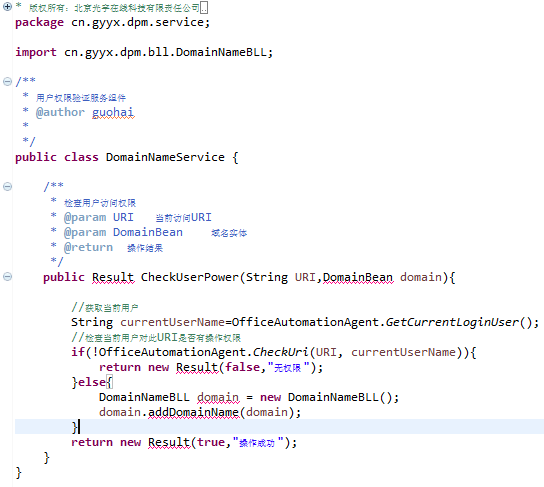 * 版权所有：北京光宇在线科技有限责任公司..
package cn.gyyx.dpm.service;
import cn.gyyx.dpm.bll.DomainNameBLL;
/**
* 用户权限验证服务组件
* @author guohai
*
*/
public class DomainNameService {
/**
* 检查用户访问权限
* @param URI 当前访问URI
* @param DomainBean 域名实体
* @return 操作结果
*/
public Result CheckUserPower(String URI,DomainBean domain){
//获取当前用户
String currentUserName=OfficeAutomationAgent.GetCurrentLoginUser();
//检查当前用户对此URI是否有操作权限
if(!OfficeAutomationAgent.CheckUri(URI, currentUserName)){
return new Result(false,"无权限");
}else{
DomainNameBLL domain = new DomainNameBLL();
domain.addDomainName(domain);
}
return new Result(true,"操作成功");
}
}